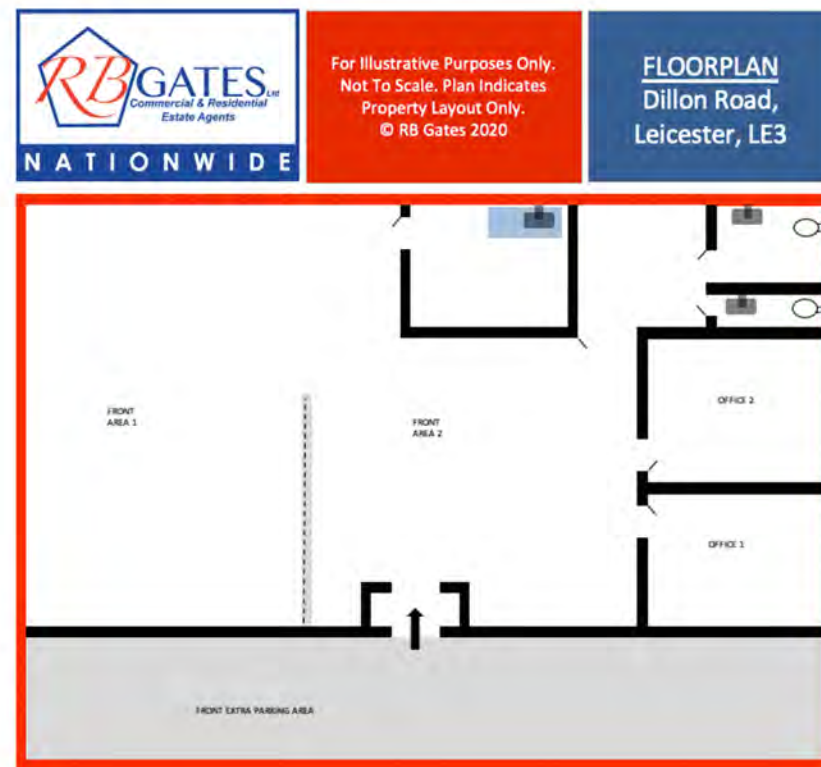 RB GATES Ltd
Commercial & Residential
Estate Agents
NATIONWIDE
For Illustrative Purposes Only.
Not To Scale. Plan Indicates
Property Layout Only.
© RB Gates 2020
FLOORPLAN
Dillon Road,
Leicester, LE3
OFFICE 2
FRONT
AREA 1
FRONT
AREA 2
OFFICE 1
FRONT EXTRA PARKING AREA